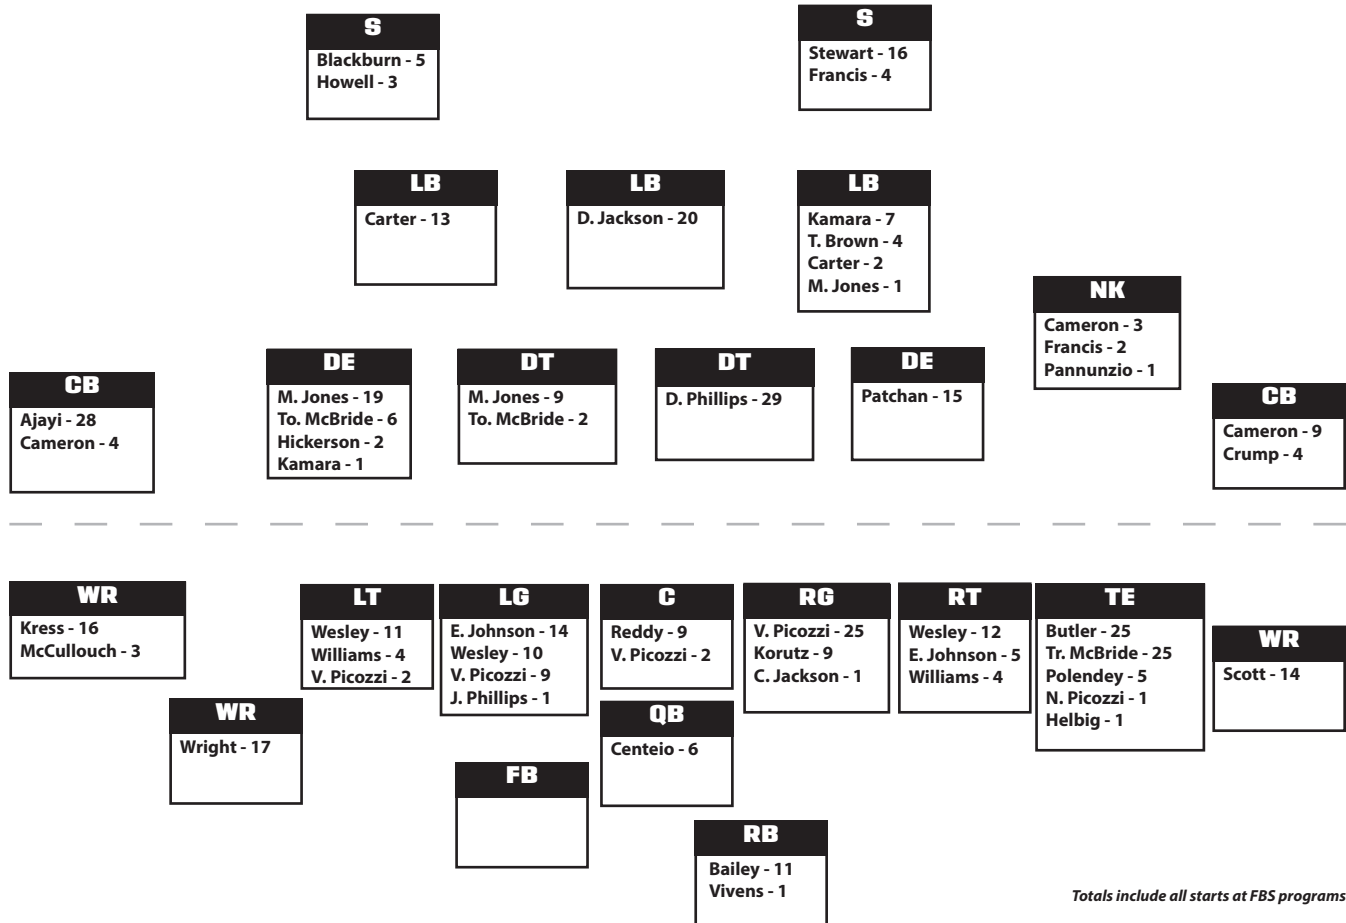 S
Blackburn - 5
Howell - 3
S
Stewart - 16
Francis - 4
LB
Carter - 13
LB
D. Jackson - 20
LB
Kamara - 7
T. Brown - 4
Carter - 2
M. Jones - 1
NK
Cameron - 3
Francis - 2
Pannunzio - 1
CB
Ajayi - 28
Cameron - 4
DE
M. Jones - 19
To. McBride - 6
Hickerson - 2
Kamara - 1
DT
M. Jones - 9
To. McBride - 2
DT
D. Phillips - 29
DE
Patchan - 15
CB
Cameron - 9
Crump - 4
WR
Kress - 16
McCullouch - 3
WR
Wright - 17
LT
Wesley - 11
Williams - 4
V. Picozzi - 2
LG
E. Johnson - 14
Wesley - 10
V. Picozzi - 9
J. Phillips - 1
C
Reddy - 9
V. Picozzi - 2
RG
V. Picozzi - 25
Korutz - 9
C. Jackson - 1
RT
Wesley - 12
E. Johnson - 5
Williams - 4
TE
Butler - 25
Tr. McBride - 25
Polendey - 5
N. Picozzi - 1
Helbig - 1
WR
Scott - 14
QB
Centeio - 6
FB
RB
Bailey - 11
Vivens - 1
Totals include all starts at FBS programs